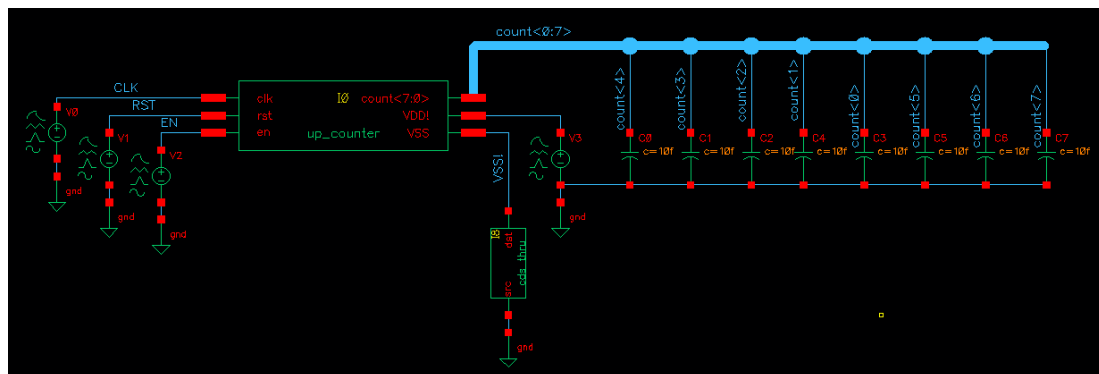 count<0:7>
CLK
RST
EN
clk
rst
en
I0
up_counter
count<7:0>
VDD!
VSS
V0
V1
V2
V3
gnd
gnd
gnd
gnd
VSS!
I8
dst
cds_thru
src
gnd
count<4>
count<3>
count<2>
count<1>
count<0>
count<5>
count<6>
count<7>
C0
c=10f
C1
c=10f
C2
c=10f
C4
c=10f
C3
c=10f
C5
c=10f
C6
c=10f
C7
c=10f